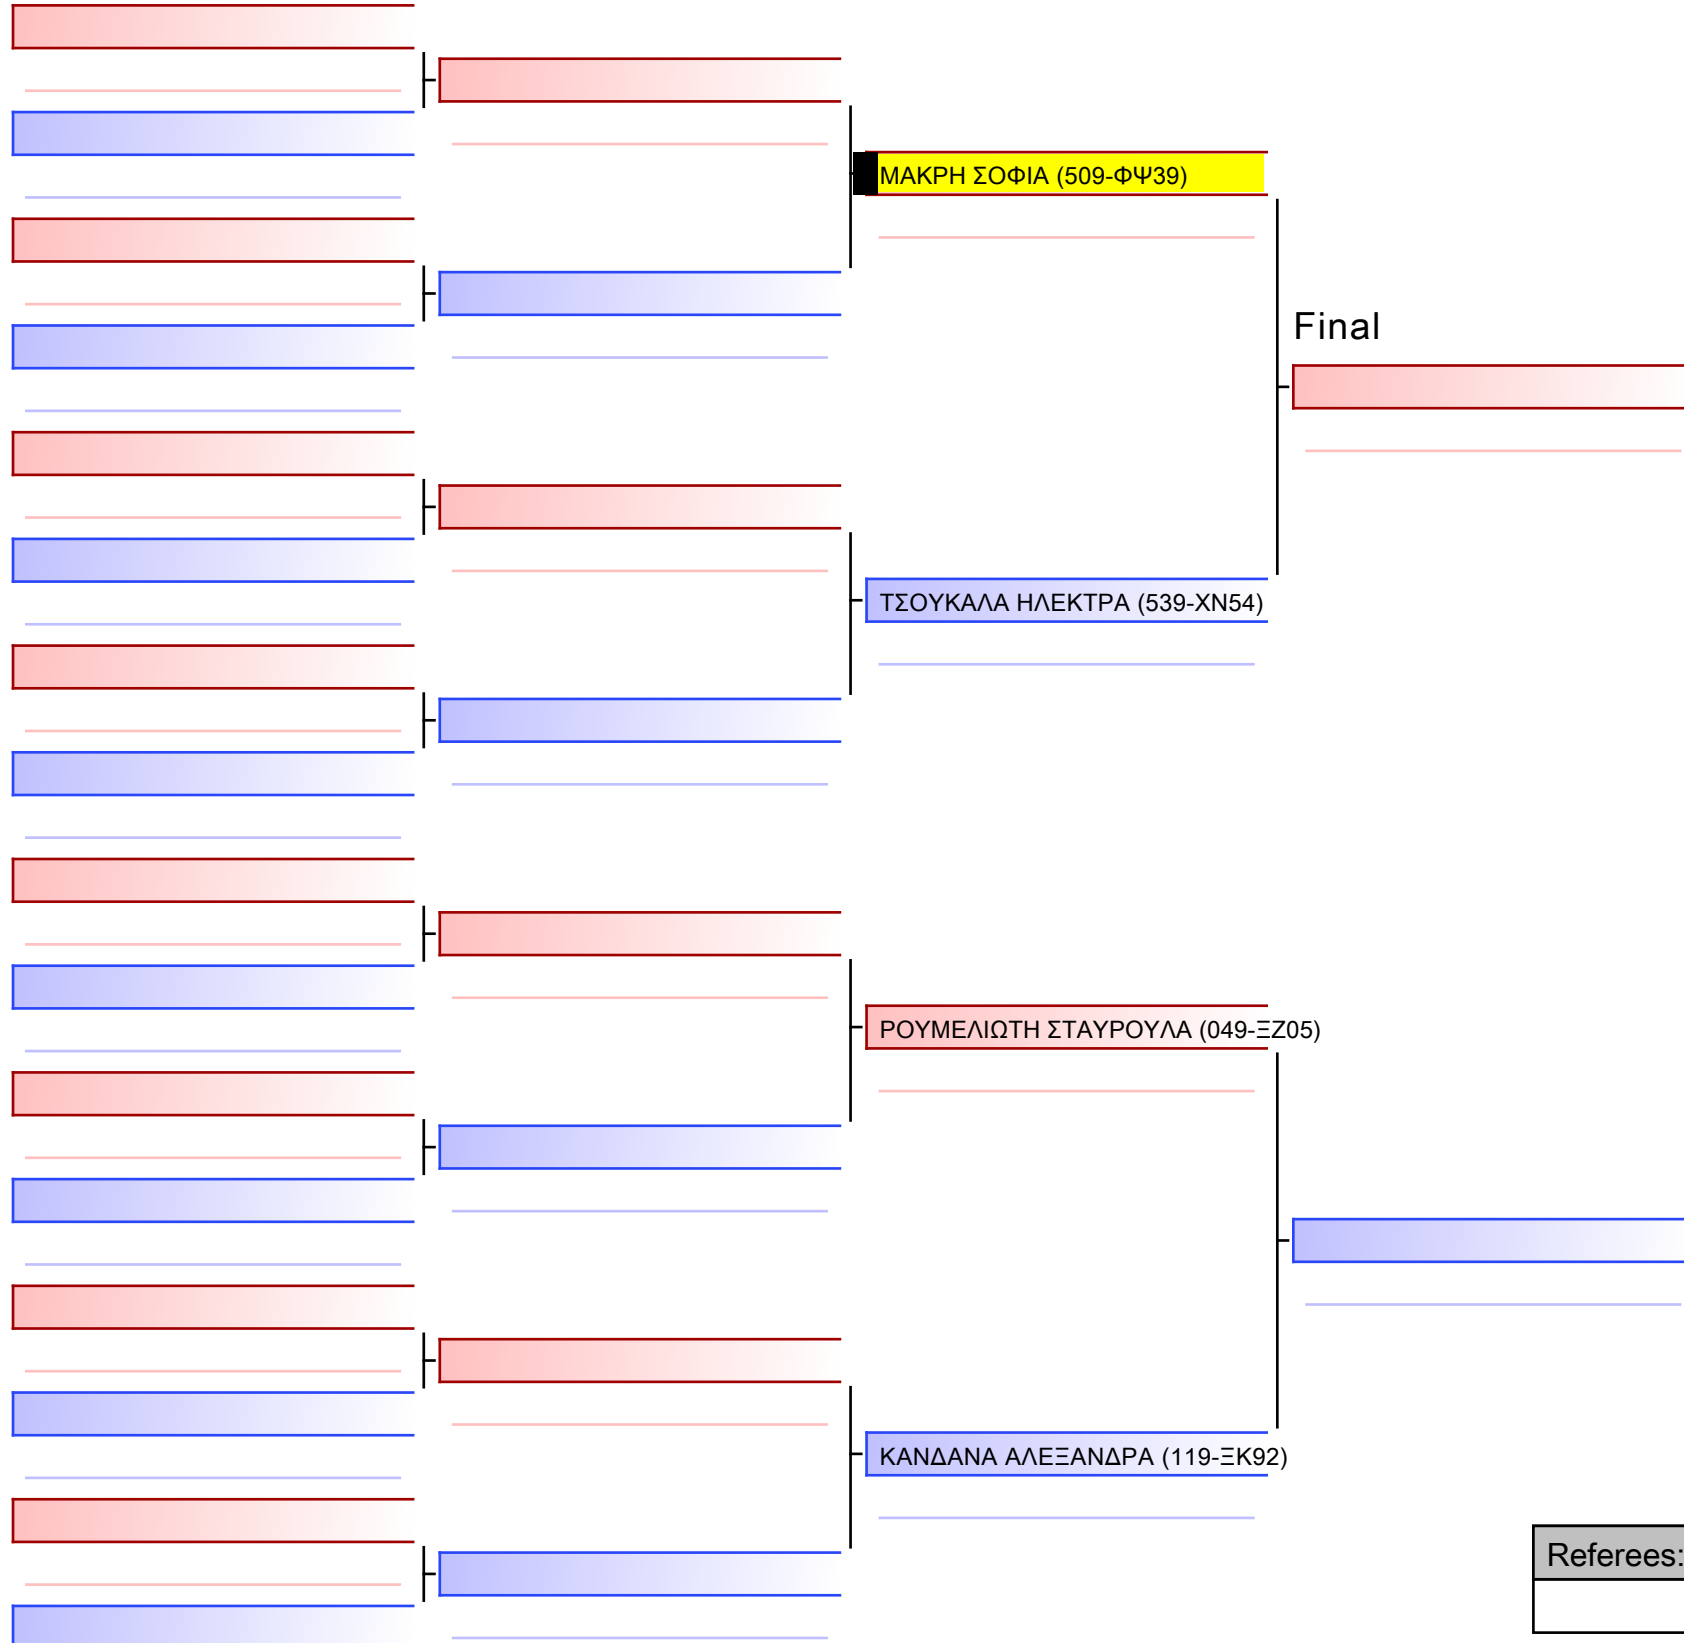 ΜΑΚΡΗ ΣΟΦΙΑ (509-ΦΨ39)
Final
ΤΣΟΥΚΑΛΑ ΗΛΕΚΤΡΑ (539-ΧΝ54)
ΡΟΥΜΕΛΙΩΤΗ ΣΤΑΥΡΟΥΛΑ (049-ΞΖ05)
ΚΑΝΔΑΝΑ ΑΛΕΞΑΝΔΡΑ (119-ΞΚ92)
Referees: